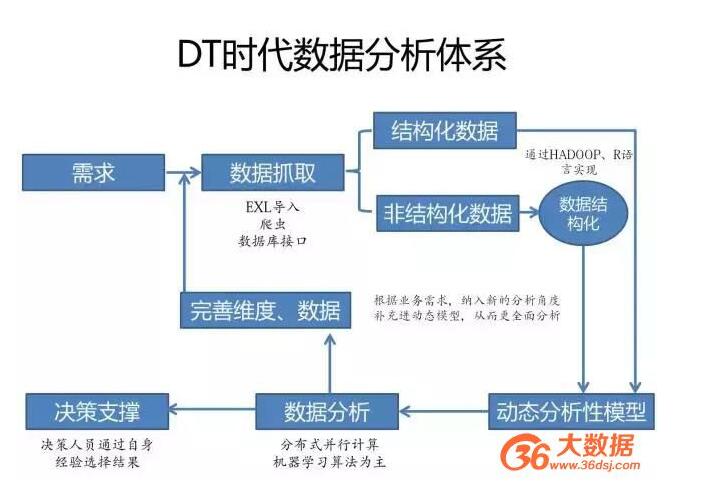 DT时代数据分析体系
结构化数据
通过HADOOP、R语
言实现
需求
数据抓取
EXL导入
爬虫
数据库接口
非结构化数据
数据结
构化
完善维度、数据
根据业务需求，纳入新的分析角度
补充进动态模型，从而更全面分析
决策支撑
决策人员通过自身
经验选择结果
数据分析
分布式并行计算
机器学习算法为主
动态分析性模型
36大数据
www.36dsj.com